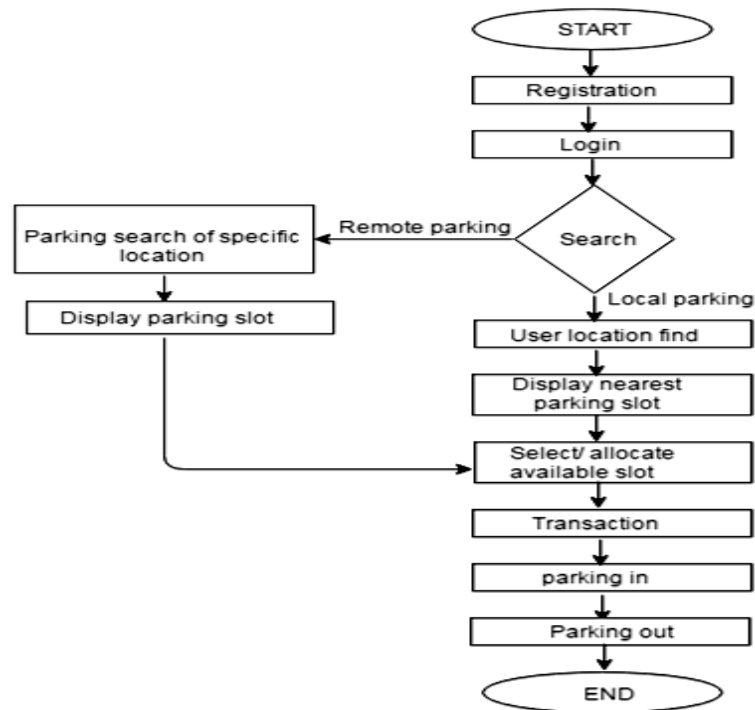 START
Registration
Login
Search
Remote parking
Parking search of specific
location
Display parking slot
Local parking
User location find
Display nearest
parking slot
Select/ allocate
available slot
Transaction
parking in
Parking out
END